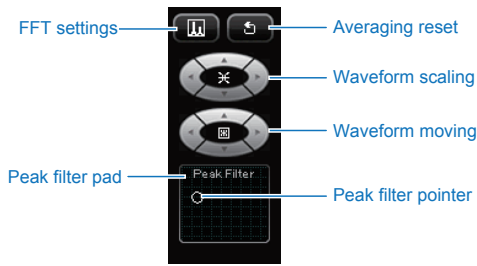 FFT settings
Averaging reset
Waveform scaling
Waveform moving
Peak filter pad
Peak Filter
Peak filter pointer